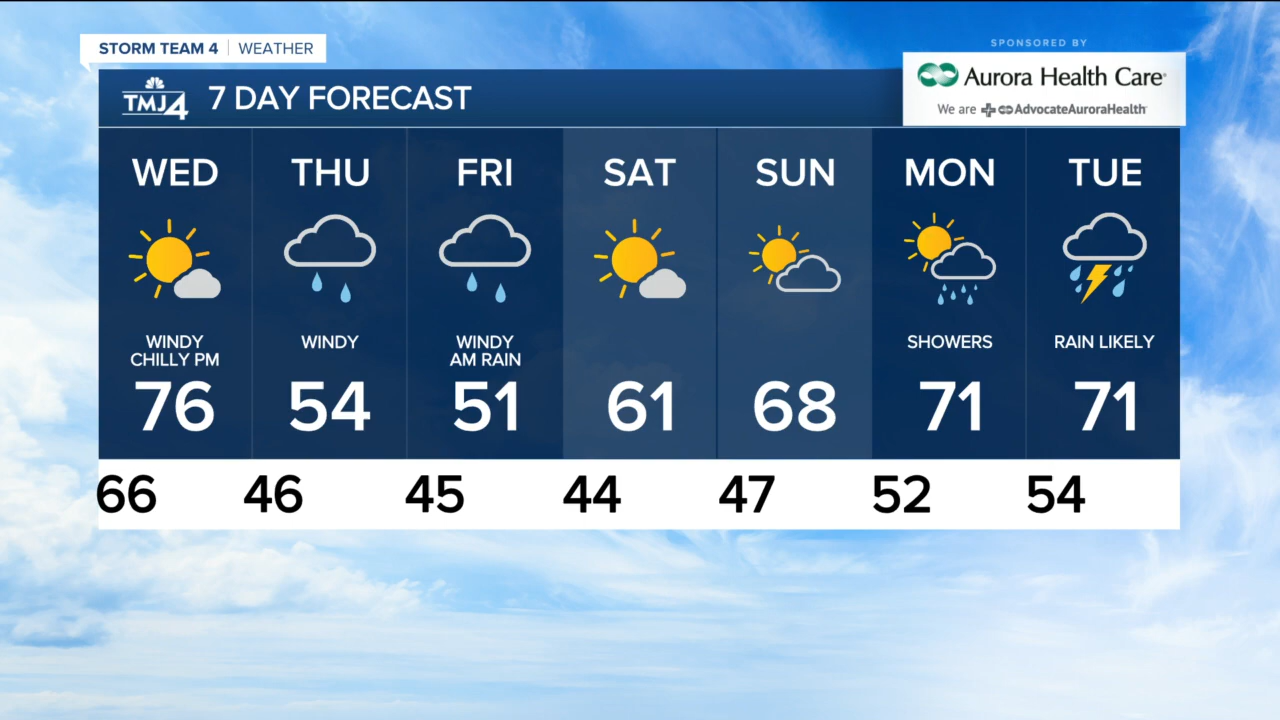 STORM TEAM 4 | WEATHER
SPONSORED BY
Aurora Health Care®
We are AdvocateAuroraHealth
TMJ4
7 DAY FORECAST
WED THU FRI SAT SUN MON TUE
WINDY WINDY WINDY SHOWERS RAIN LIKELY
CHILLY PM AM RAIN
76 54 51 61 68 71 71
66 46 45 44 47 52 54